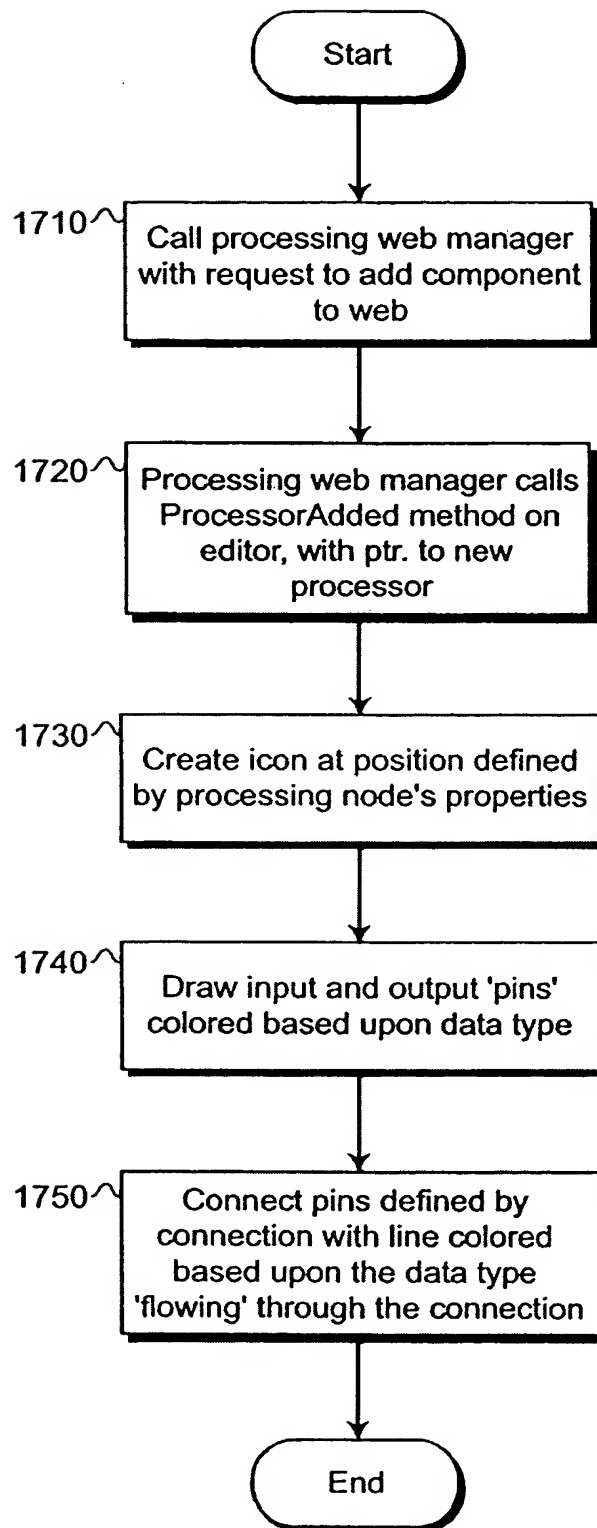 Start
1710
Call processing web manager
with request to add component
to web
1720
Processing web manager calls
ProcessorAdded method on
editor, with ptr. to new
processor
1730
Create icon at position defined
by processing node's properties
1740
Draw input and output 'pins'
colored based upon data type
1750
Connect pins defined by
connection with line colored
based upon the data type
'flowing' through the connection
End